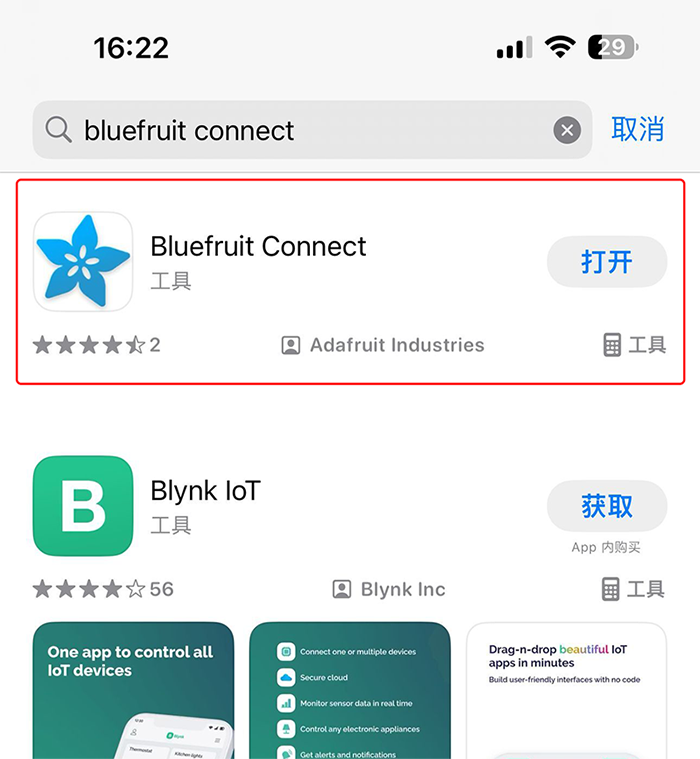 16:22
29
bluefruit connect
取消
Bluefruit Connect
工具
打开
2
Adafruit Industries
工具
B
Blynk IoT
工具
获取
App 内购买
56
Blynk Inc
工具
One app to control all
IoT devices
Blynk
Thermostat
Kitchen lights
Connect one or multiple devices
Secure cloud
Monitor sensor data in real time
Control any electronic appliances
Get alerts and notifications
Drag-n-drop beautiful IoT
apps in minutes
Build user-friendly interfaces with no code